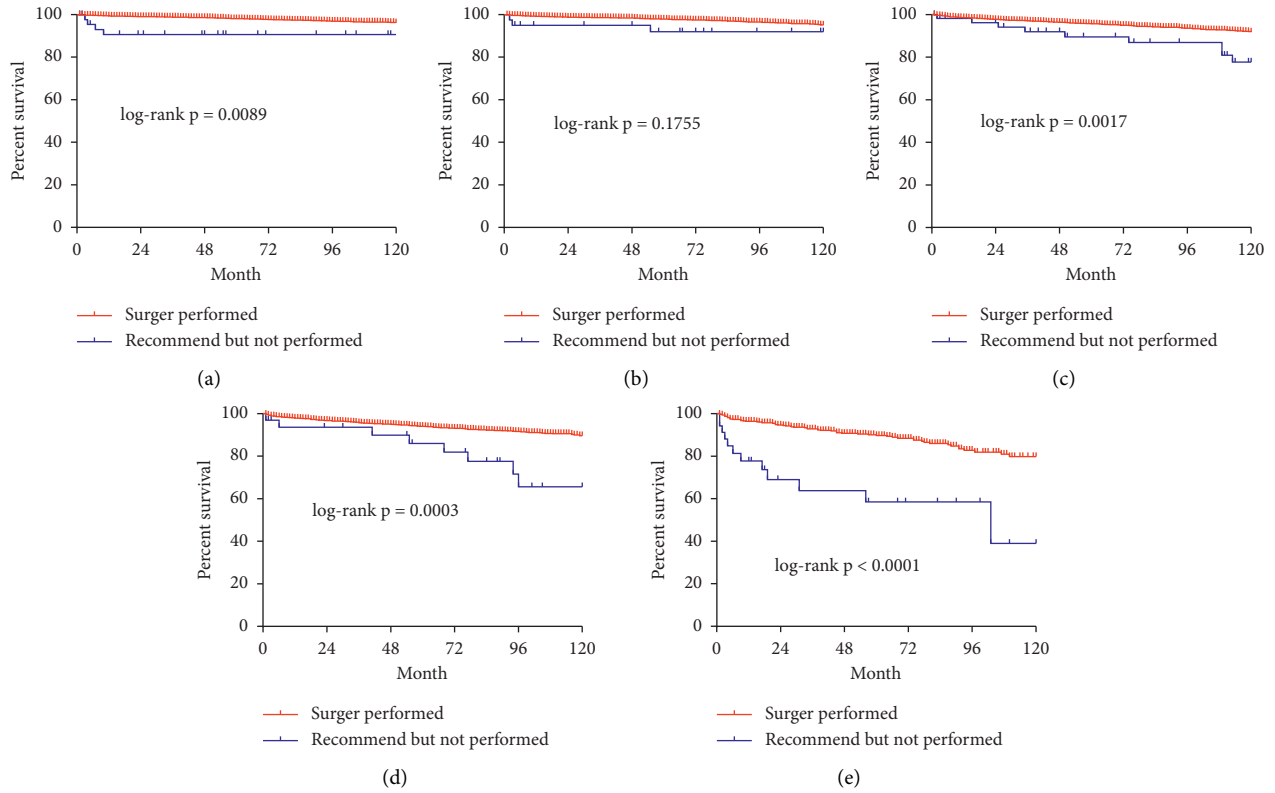 100
80
60
40
20
0
Percent survival
log-rank p = 0.0089
0 24 48 72 96 120
Month
Surger performed
Recommend but not performed
(a)
100
80
60
40
20
0
Percent survival
log-rank p = 0.1755
0 24 48 72 96 120
Month
Surger performed
Recommend but not performed
(b)
100
80
60
40
20
0
Percent survival
log-rank p = 0.0017
0 24 48 72 96 120
Month
Surger performed
Recommend but not performed
(c)
100
80
60
40
20
0
Percent survival
log-rank p = 0.0003
0 24 48 72 96 120
Month
Surger performed
Recommend but not performed
(d)
100
80
60
40
20
0
Percent survival
log-rank p < 0.0001
0 24 48 72 96 120
Month
Surger performed
Recommend but not performed
(e)